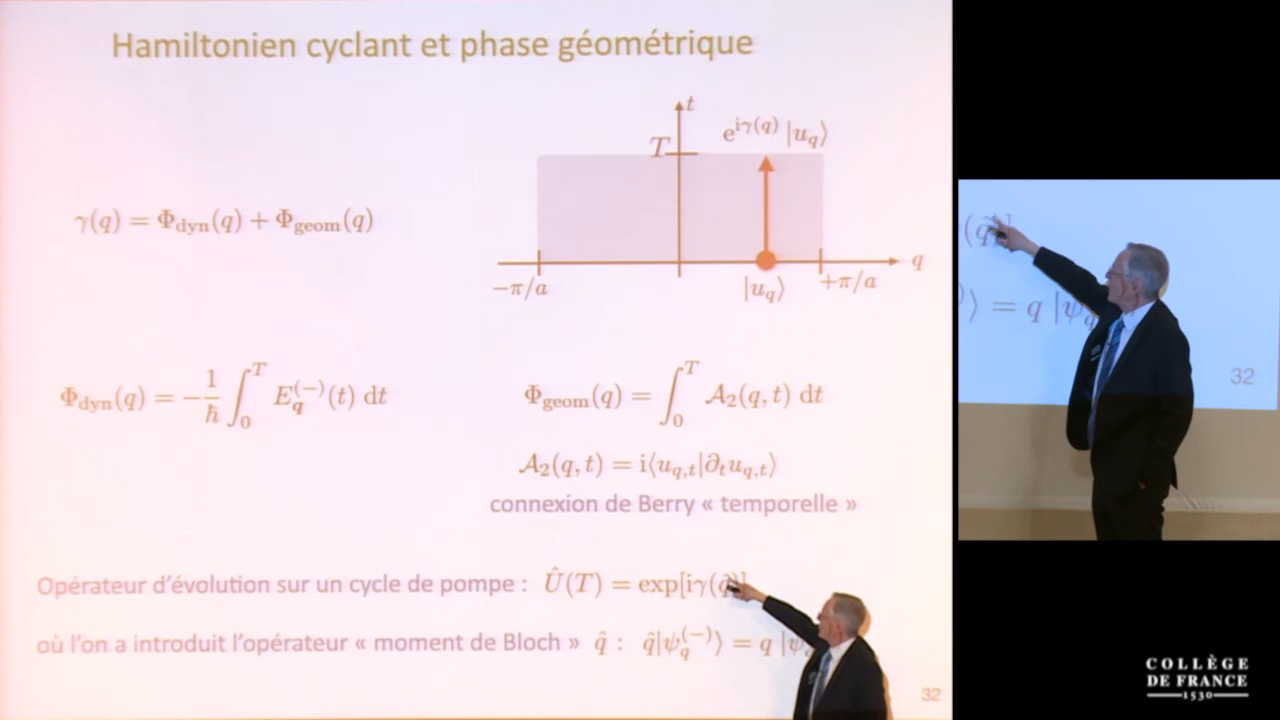 Hamiltonien cyclant et phase géométrique
t
T
e^{iγ(q)} |u_q⟩
γ(q) = Φ_dyn(q) + Φ_geom(q)
q
−π/a
|u_q⟩
+π/a
Φ_dyn(q) = −1/ħ ∫_0^T E_q^{(−)}(t) dt
Φ_geom(q) = ∫_0^T A_2(q, t) dt
A_2(q, t) = i⟨u_{q,t}|∂_t u_{q,t}⟩
connexion de Berry « temporelle »
Opérateur d'évolution sur un cycle de pompe : Û(T) = exp[iγ(q̂)]
où l'on a introduit l'opérateur « moment de Bloch » q̂ : q̂|ψ_q^{(−)}⟩ = q |ψ
32
(q̂)]
⟩ = q |ψ_q
32
COLLÈGE
DE FRANCE
1530